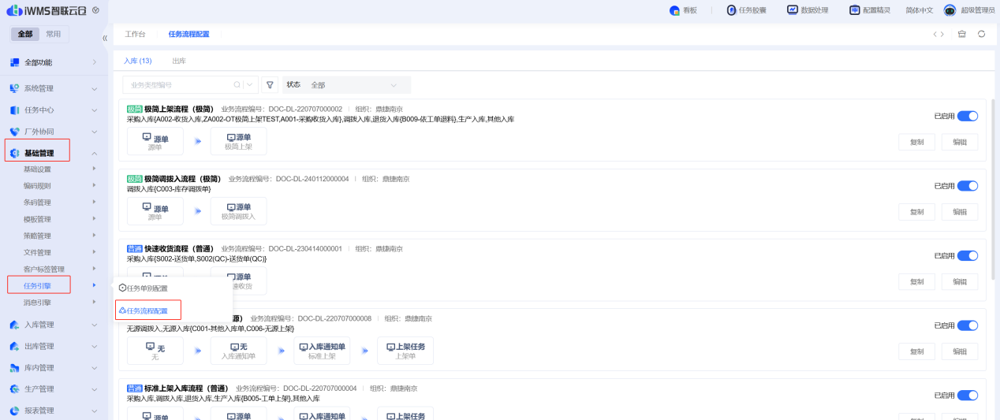 iWMS智联云仓
看板
任务胶囊
数据处理
配置精灵
简体中文
超级管理员
全部
常用
工作台
任务流程配置
全部功能
系统管理
任务中心
厂外协同
基础管理
基础设置
编码规则
条码管理
模板管理
策略管理
文件管理
客户标签管理
任务引擎
消息引擎
入库管理
出库管理
库内管理
生产管理
报表管理
任务单别配置
任务流程配置
入库 (13)
出库
业务类型编号
状态
全部
极简 极简上架流程（极简） 业务流程编号: DOC-DL-220707000002 组织: 鼎捷南京
采购入库{A002-收货入库,ZA002-OT极简上架TEST,A001-采购收货入库},调拨入库,退货入库{B009-依工单退料},生产入库,其他入库
已启用
源单
源单
源单
极简上架
复制
编辑
极简 极简调拨入流程（极简） 业务流程编号: DOC-DL-240112000004 组织: 鼎捷南京
调拨入库{C003-库存调拨单}
已启用
源单
源单
源单
极简调拨入
复制
编辑
普通 快速收货流程（普通） 业务流程编号: DOC-DL-230414000001 组织: 鼎捷南京
采购入库{S002-送货单,S002(QC)-送货单(QC)}
已启用
源单
源单
速收货
复制
编辑
源） 业务流程编号: DOC-DL-220707000008 组织: 鼎捷南京
无源调拨入,无源入库{C001-其他入库单,C006-无源上架}
已启用
无
无
无
入库通知单
入库通知单
标准上架
上架任务
上架单
复制
编辑
普通 标准上架入库流程（普通） 业务流程编号: DOC-DL-220707000004 组织: 鼎捷南京
采购入库,调拨入库,退货入库,生产入库{B005-工单上架},其他入库
已启用
源单
源单
入库通知单
上架任务